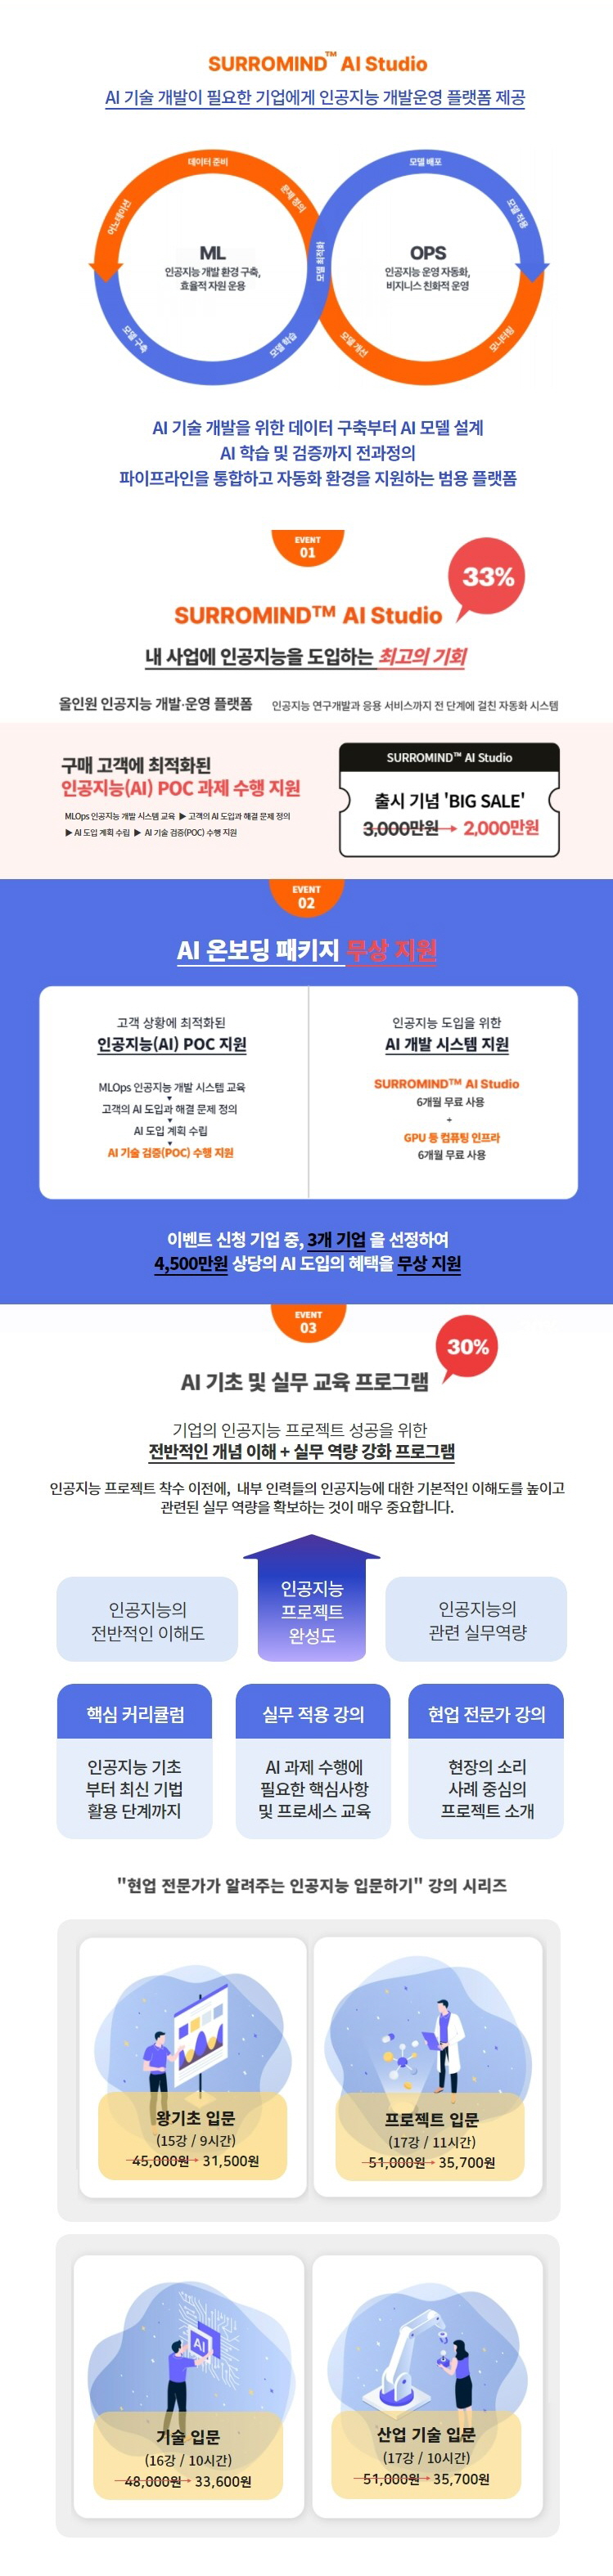 SURROMIND™ AI Studio
AI 기술 개발이 필요한 기업에게 인공지능 개발운영 플랫폼 제공
데이터 준비
문제 정의
어노테이션
ML
인공지능 개발 환경 구축,
효율적 자원 운용
모델 구축
모델 학습
모델 최적화
모델 배포
모델 적용
OPS
인공지능 운영 자동화,
비지니스 친화적 운영
모델 개선
모니터링
AI 기술 개발을 위한 데이터 구축부터 AI 모델 설계
AI 학습 및 검증까지 전과정의
파이프라인을 통합하고 자동화 환경을 지원하는 범용 플랫폼
EVENT
01
33%
SURROMIND™ AI Studio
내 사업에 인공지능을 도입하는 최고의 기회
올인원 인공지능 개발·운영 플랫폼 인공지능 연구개발과 응용 서비스까지 전 단계에 걸친 자동화 시스템
구매 고객에 최적화된
인공지능(AI) POC 과제 수행 지원
MLOps 인공지능 개발 시스템 교육 ▶ 고객의 AI 도입과 해결 문제 정의
▶ AI 도입 계획 수립 ▶ AI 기술 검증(POC) 수행 지원
SURROMIND™ AI Studio
출시 기념 'BIG SALE'
3,000만원 → 2,000만원
EVENT
02
AI 온보딩 패키지 무상 지원
고객 상황에 최적화된
인공지능(AI) POC 지원
MLOps 인공지능 개발 시스템 교육
▼
고객의 AI 도입과 해결 문제 정의
▼
AI 도입 계획 수립
▼
AI 기술 검증(POC) 수행 지원
인공지능 도입을 위한
AI 개발 시스템 지원
SURROMIND™ AI Studio
6개월 무료 사용
+
GPU 등 컴퓨팅 인프라
6개월 무료 사용
이벤트 신청 기업 중, 3개 기업 을 선정하여
4,500만원 상당의 AI 도입의 혜택을 무상 지원
EVENT
03
30%
AI 기초 및 실무 교육 프로그램
기업의 인공지능 프로젝트 성공을 위한
전반적인 개념 이해 + 실무 역량 강화 프로그램
인공지능 프로젝트 착수 이전에, 내부 인력들의 인공지능에 대한 기본적인 이해도를 높이고
관련된 실무 역량을 확보하는 것이 매우 중요합니다.
인공지능의
전반적인 이해도
인공지능
프로젝트
완성도
인공지능의
관련 실무역량
핵심 커리큘럼
인공지능 기초
부터 최신 기법
활용 단계까지
실무 적용 강의
AI 과제 수행에
필요한 핵심사항
및 프로세스 교육
현업 전문가 강의
현장의 소리
사례 중심의
프로젝트 소개
"현업 전문가가 알려주는 인공지능 입문하기" 강의 시리즈
왕기초 입문
(15강 / 9시간)
45,000원 → 31,500원
프로젝트 입문
(17강 / 11시간)
51,000원 → 35,700원
AI
기술 입문
(16강 / 10시간)
48,000원 → 33,600원
산업 기술 입문
(17강 / 10시간)
51,000원 → 35,700원